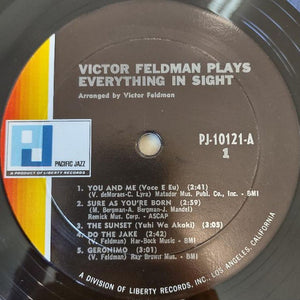 VICTOR FELDMAN PLAYS
EVERYTHING IN SIGHT
Arranged by Victor Feldman
PJ-10121-A
1
PACIFIC JAZZ
A PRODUCT OF LIBERTY RECORDS
1. YOU AND ME (Voce E Eu) (2:41)
(V. deMoraes-C. Lyra) Matador Mus. Pub. Co., Inc. - BMI
2. SURE AS YOU'RE BORN (2:29)
(M. Bergman-A. Bergman-J. Mandel)
Remick Mus. Corp. - ASCAP
3. THE SUNSET (Yuhi Wo Akaki) (3:05)
4. DO THE JAKE (2:42)
(V. Feldman) Har-Bock Music - BMI
5. GERONIMO (3:01)
(V. Feldman) Ray Brown Mus. - BMI
A DIVISION OF LIBERTY RECORDS, INC., LOS ANGELES, CALIFORNIA